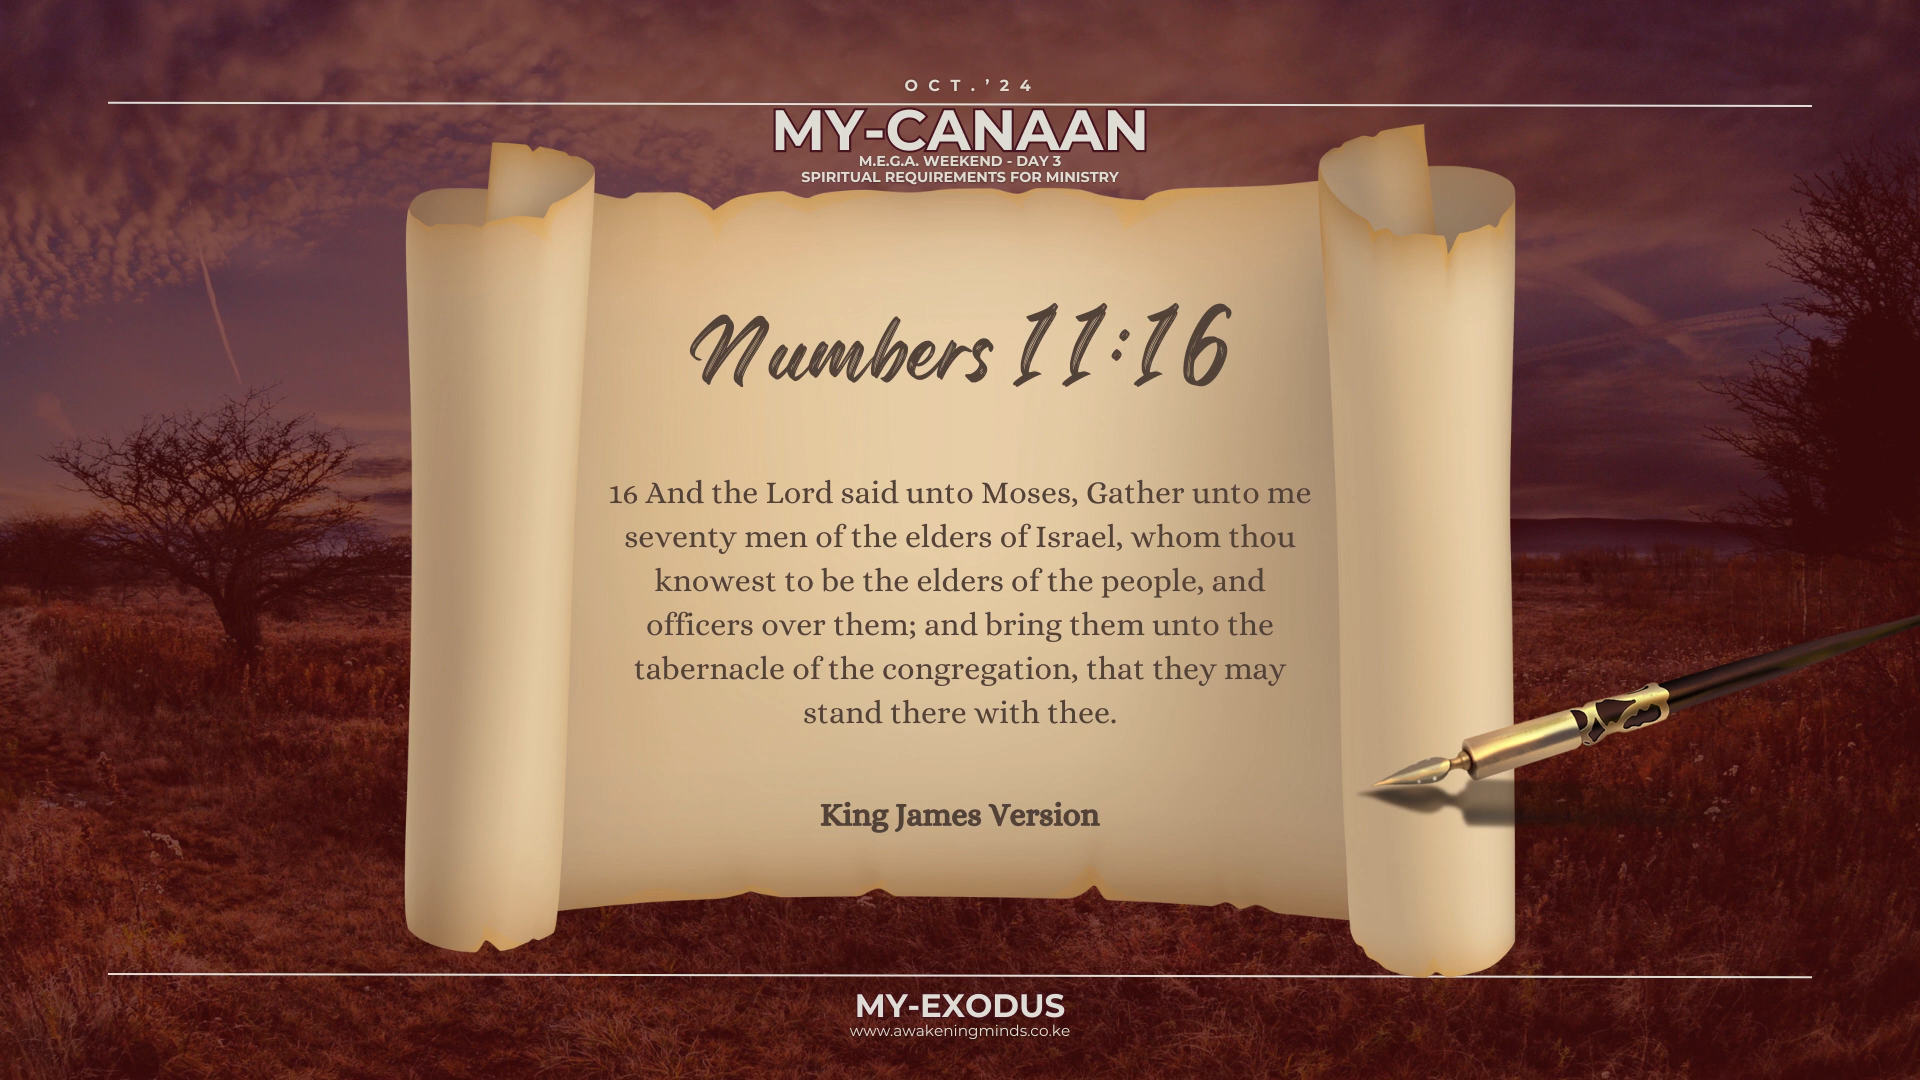 OCT.'24
MY-CANAAN
M.E.G.A. WEEKEND - DAY 3
SPIRITUAL REQUIREMENTS FOR MINISTRY
Numbers 11:16
16 And the Lord said unto Moses, Gather unto me
seventy men of the elders of Israel, whom thou
knowest to be the elders of the people, and
officers over them; and bring them unto the
tabernacle of the congregation, that they may
stand there with thee.
King James Version
MY-EXODUS
www.awakeningminds.co.ke